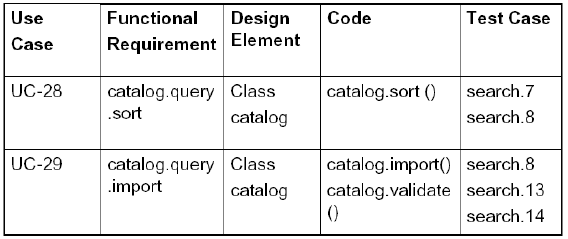 Use Case
Functional Requirement
Design Element
Code
Test Case
UC-28
catalog.query
.sort
Class
catalog
catalog.sort ()
search.7
search.8
UC-29
catalog.query
.import
Class
catalog
catalog.import()
catalog.validate
()
search.8
search.13
search.14